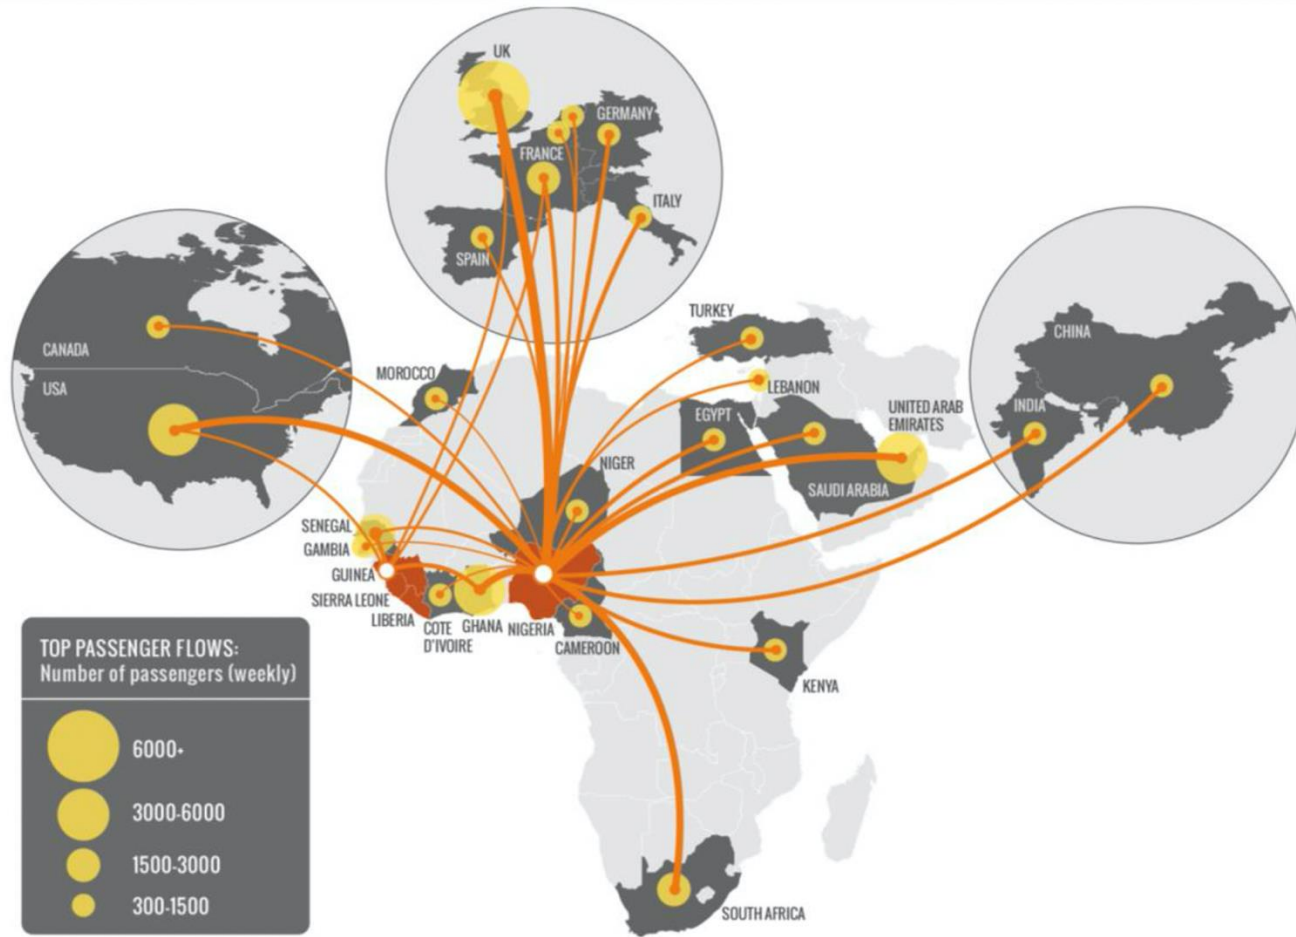 UK
GERMANY
FRANCE
ITALY
SPAIN
CANADA
USA
TURKEY
CHINA
MOROCCO
LEBANON
INDIA
EGYPT
UNITED ARAB
EMIRATES
NIGER
SAUDI ARABIA
SENEGAL
GAMBIA
GUINEA
SIERRA LEONE
LIBERIA
COTE
D'IVOIRE
GHANA
NIGERIA
CAMEROON
KENYA
SOUTH AFRICA
TOP PASSENGER FLOWS:
Number of passengers (weekly)
6000+
3000-6000
1500-3000
300-1500